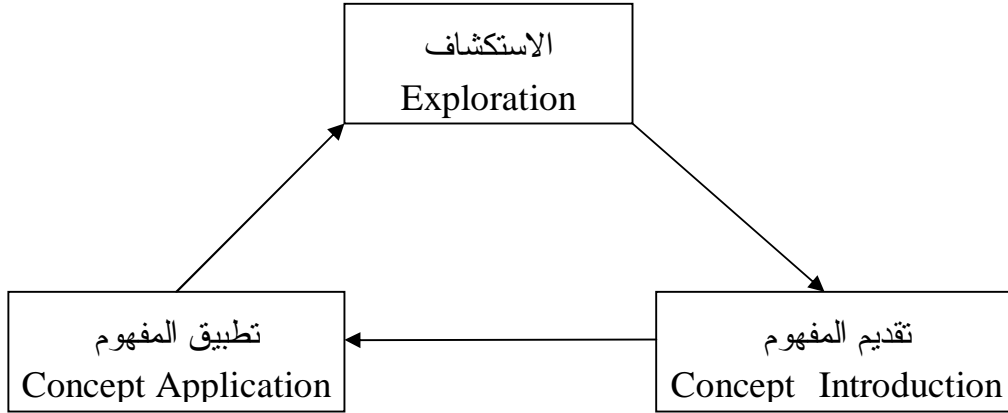 الاستكشاف
Exploration
تطبيق المفهوم
Concept Application
تقديم المفهوم
Concept Introduction